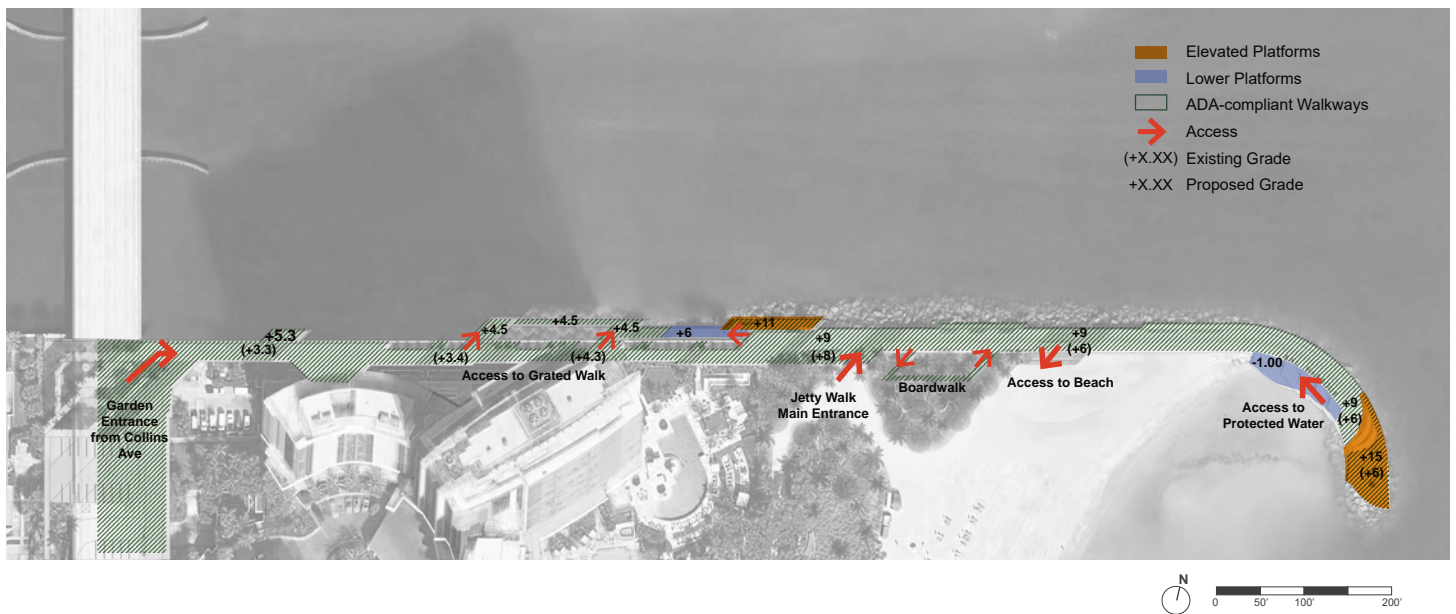 Elevated Platforms
Lower Platforms
ADA-compliant Walkways
Access
(+X.XX) Existing Grade
+X.XX Proposed Grade
+5.3
(+3.3)
+4.5
+4.5
+4.5
+6
+11
(+3.4)
(+4.3)
+9
(+8)
+9
(+6)
-1.00
+9
(+6)
+15
(+6)
Access to Grated Walk
Jetty Walk
Main Entrance
Boardwalk
Access to Beach
Access to
Protected Water
Garden
Entrance
from Collins
Ave
N
0 50' 100' 200'